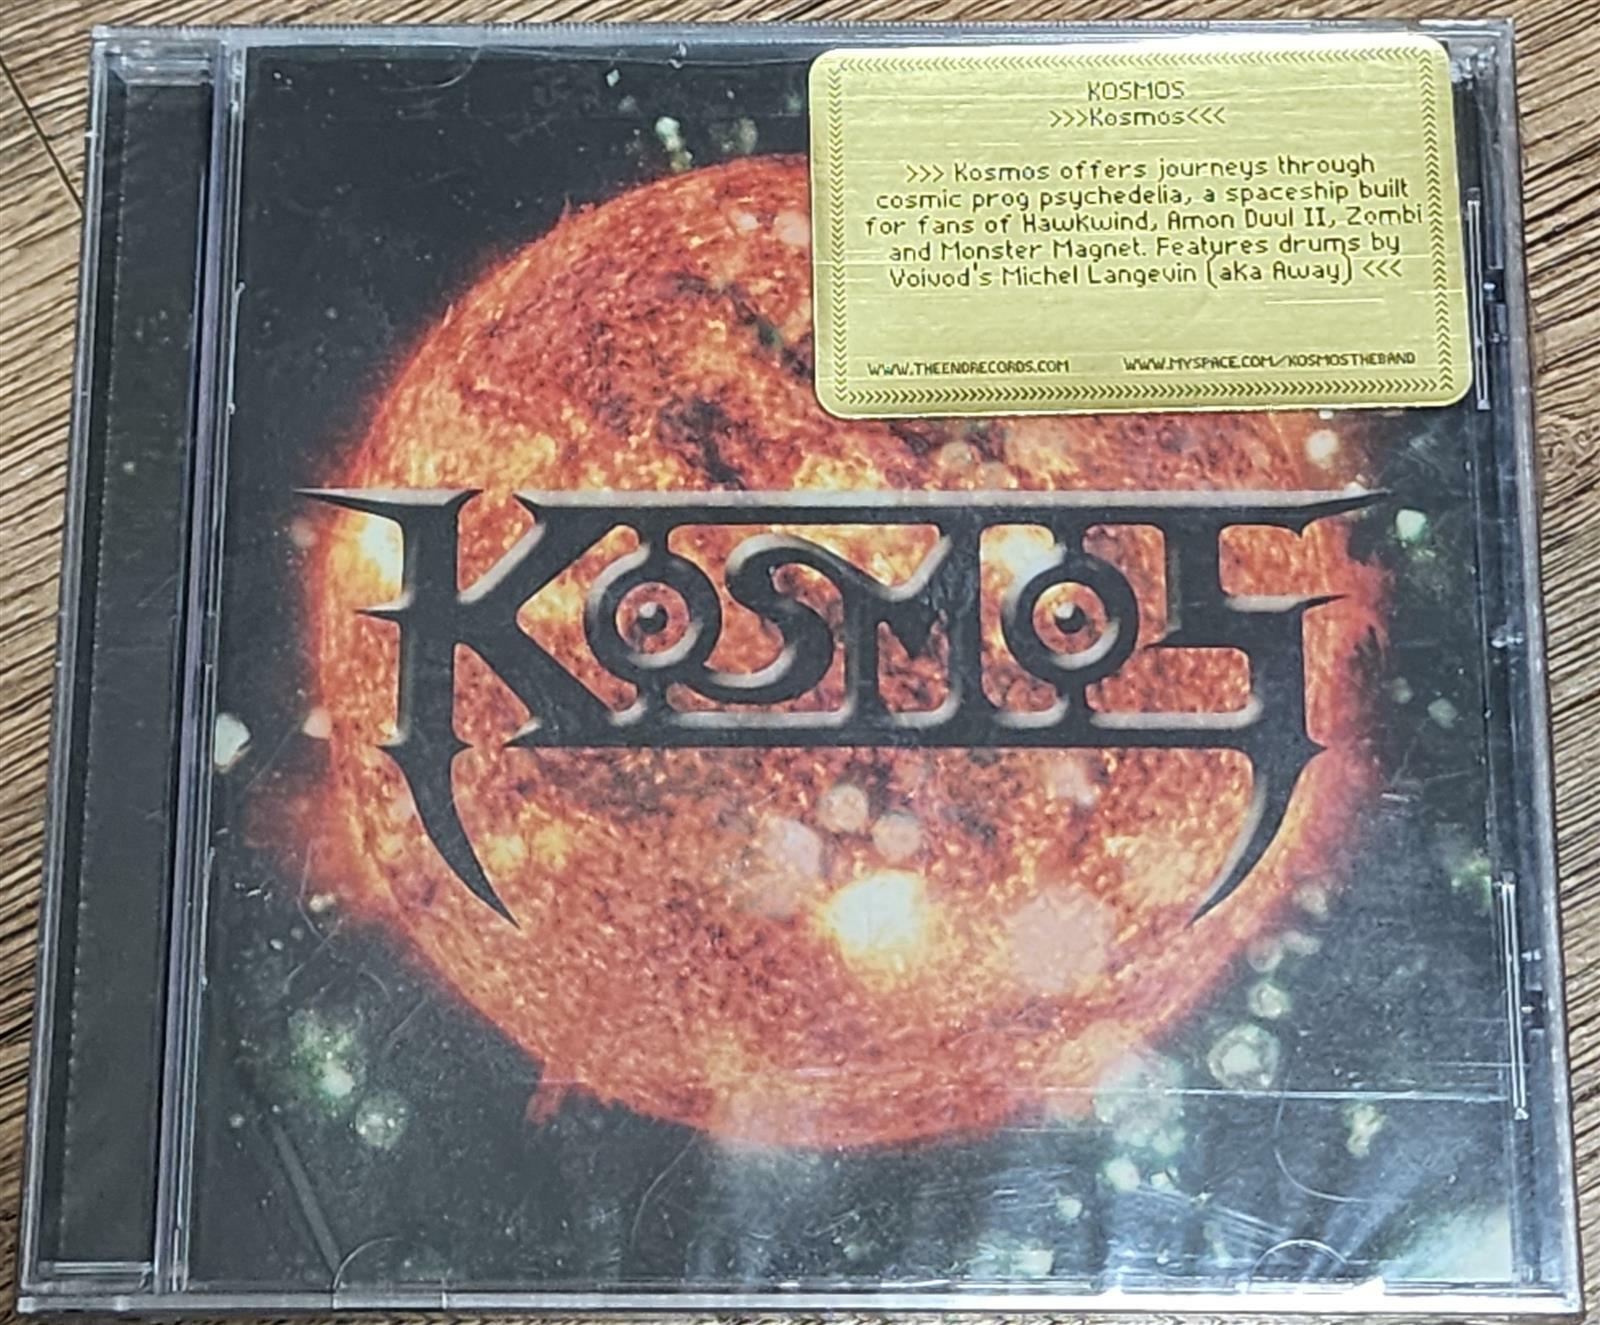 KOSMOS
>>>Kosmos<<<
>>> Kosmos offers journeys through
cosmic prog psychedelia, a spaceship built
for fans of Hawkwind, Amon Duul II, Zombi
and Monster Magnet. Features drums by
Voivod's Michel Langevin (aka Away) <<<
WWW.THEENDRECORDS.COM WWW.MYSPACE.COM/KOSMOSTHEBAND
KOSMOS